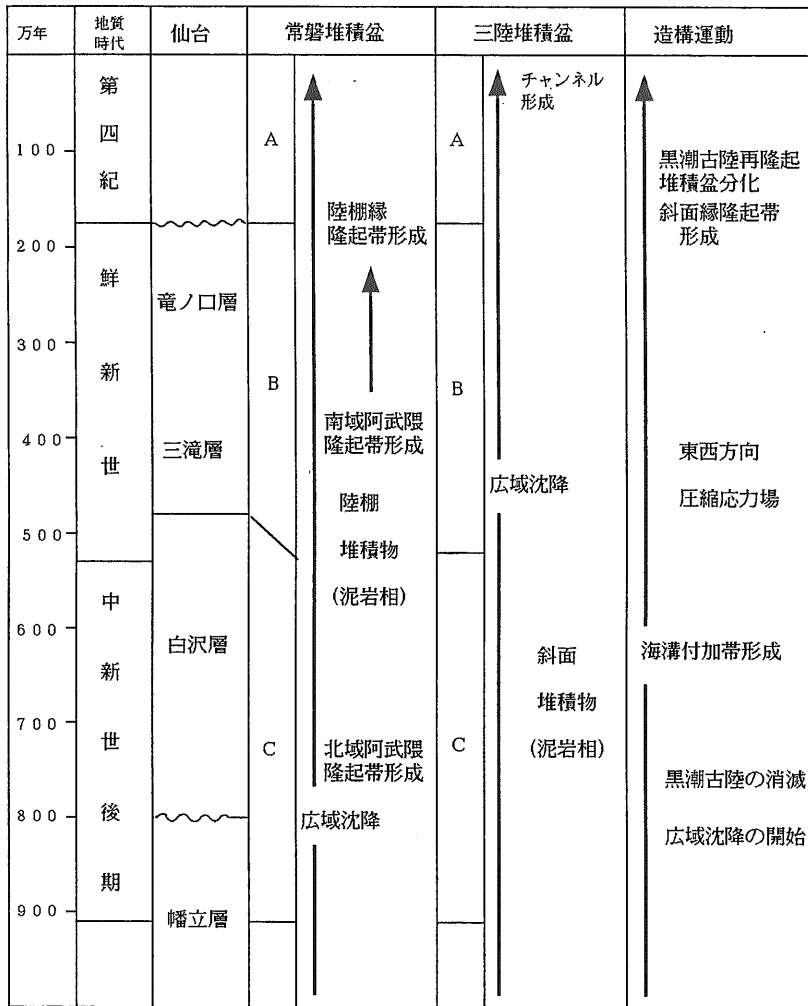 万年
地質
時代
仙台
常磐堆積盆
三陸堆積盆
造構運動
100
200
300
400
500
600
700
800
900
第
四
紀
鮮
新
世
中
新
世
後
期
竜ノ口層
三滝層
白沢層
幡立層
A
B
C
陸棚縁
隆起帯形成
南域阿武隈
隆起帯形成
陸棚
堆積物
(泥岩相)
北域阿武隈
隆起帯形成
広域沈降
A
B
C
チャンネル
形成
広域沈降
斜面
堆積物
(泥岩相)
黒潮古陸再隆起
堆積盆分化
斜面縁隆起帯
形成
東西方向
圧縮応力場
海溝付加帯形成
黒潮古陸の消滅
広域沈降の開始